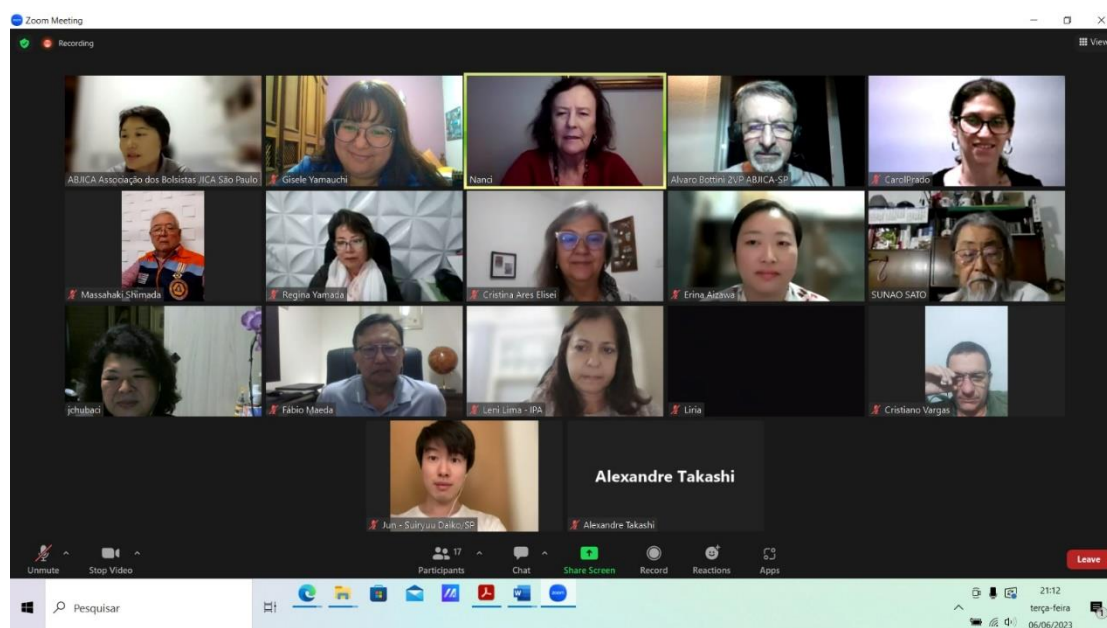 Zoom Meeting
Recording
View
ABJICA Associação dos Bolsistas JICA São Paulo
Gisele Yamauchi
Nanci
Alvaro Bottini 2VP ABJICA-SP
CarolPrado
Massahaki Shimada
Regina Yamada
Cristina Ares Elisei
Erina Aizawa
SUNAO SATO
jchubaci
Fábio Maeda
Leni Lima - IPA
Liria
Cristiano Vargas
Jun - Suiryuu Daiko/SP
Alexandre Takashi
Alexandre Takashi
Unmute
Stop Video
17
Participants
Chat
Share Screen
Record
Reactions
Apps
Leave
Pesquisar
21:12
terça-feira
06/06/2023